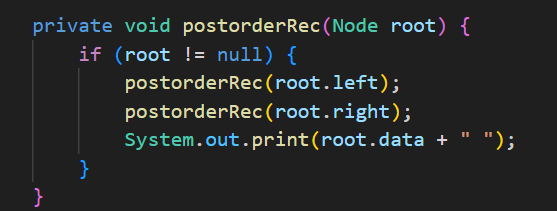 private void postorderRec(Node root) {
if (root != null) {
postorderRec(root.left);
postorderRec(root.right);
System.out.print(root.data + " ");
}
}